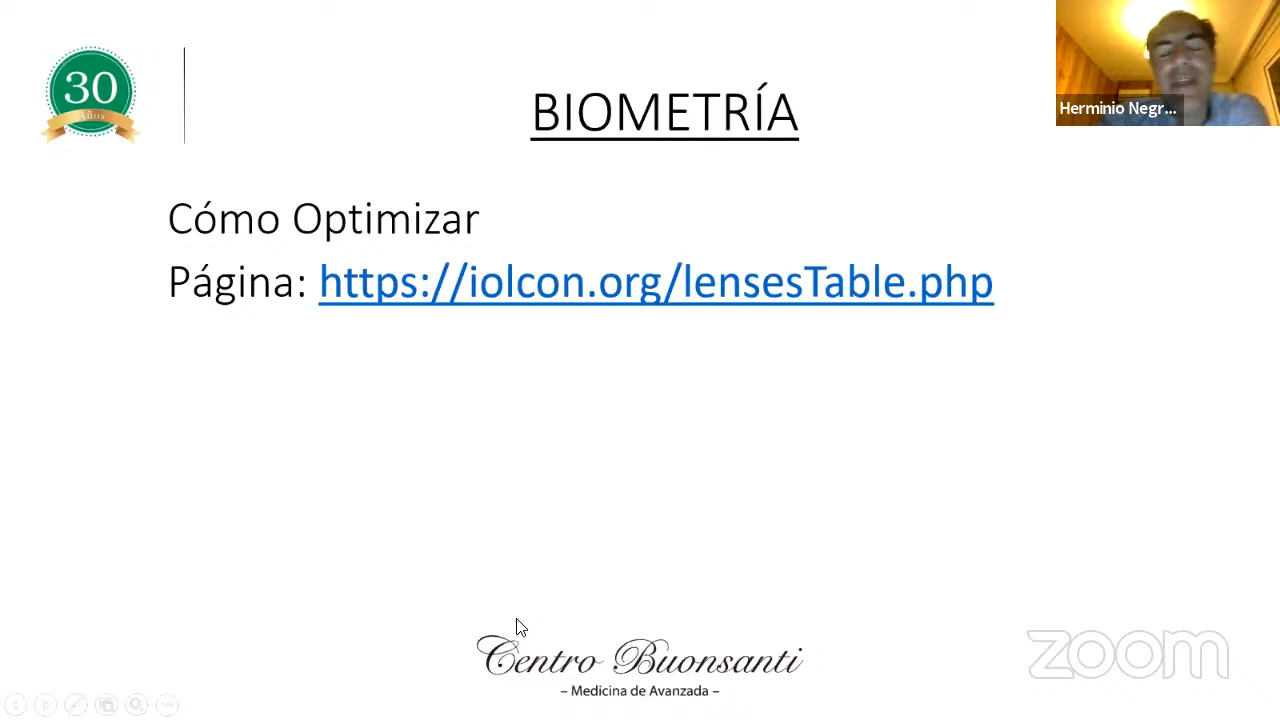 30
Años
BIOMETRÍA
Herminio Negr...
Cómo Optimizar
Página: https://iolcon.org/lensesTable.php
Centro Buonsanti
– Medicina de Avanzada –
zoom